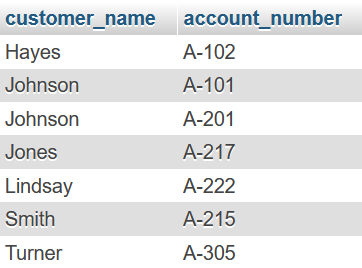 customer_name account_number
Hayes A-102
Johnson A-101
Johnson A-201
Jones A-217
Lindsay A-222
Smith A-215
Turner A-305